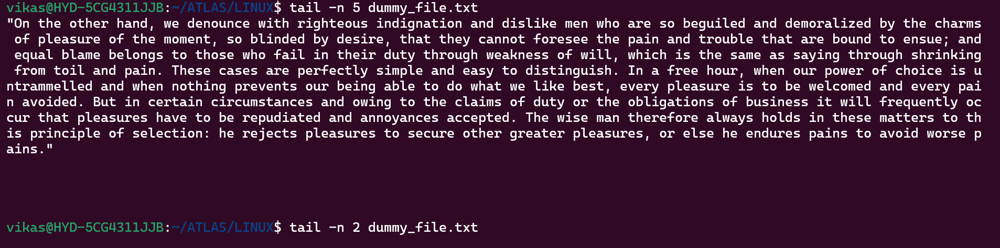 vikas@HYD-5CG4311JJB:~/ATLAS/LINUX$ tail -n 5 dummy_file.txt
"On the other hand, we denounce with righteous indignation and dislike men who are so beguiled and demoralized by the charms
 of pleasure of the moment, so blinded by desire, that they cannot foresee the pain and trouble that are bound to ensue; and
 equal blame belongs to those who fail in their duty through weakness of will, which is the same as saying through shrinking
 from toil and pain. These cases are perfectly simple and easy to distinguish. In a free hour, when our power of choice is u
ntrammelled and when nothing prevents our being able to do what we like best, every pleasure is to be welcomed and every pai
n avoided. But in certain circumstances and owing to the claims of duty or the obligations of business it will frequently oc
cur that pleasures have to be repudiated and annoyances accepted. The wise man therefore always holds in these matters to th
is principle of selection: he rejects pleasures to secure other greater pleasures, or else he endures pains to avoid worse p
ains."
vikas@HYD-5CG4311JJB:~/ATLAS/LINUX$ tail -n 2 dummy_file.txt